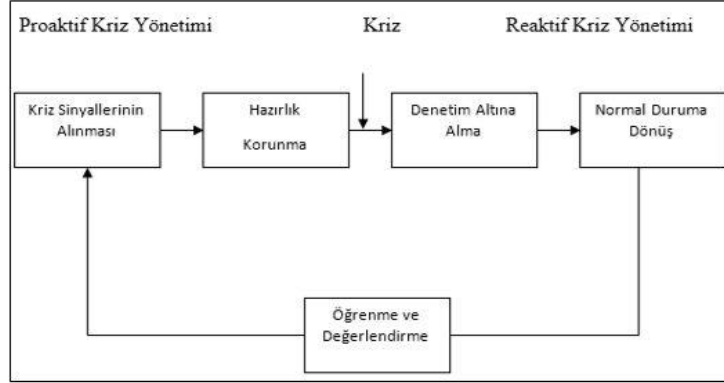 Proaktif Kriz Yönetimi
Kriz
Reaktif Kriz Yönetimi
Kriz Sinyallerinin
Alınması
Hazırlık
Korunma
Denetim Altına
Alma
Normal Duruma
Dönüş
Öğrenme ve
Değerlendirme